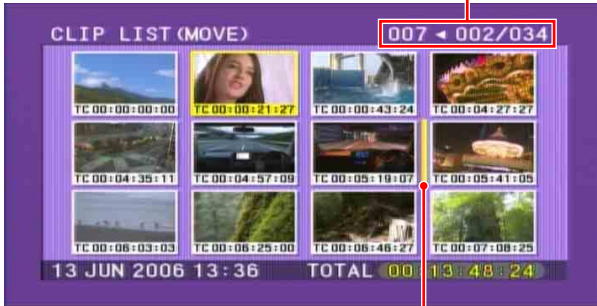 CLIP LIST(MOVE) 007 ◄ 002/034
TC 00:00:00:00 TC 00:00:21:27 TC 00:00:43:24 TC 00:04:27:27
TC 00:04:35:11 TC 00:04:57:09 TC 00:05:19:07 TC 00:05:41:05
TC 00:06:03:03 TC 00:06:25:00 TC 00:06:46:27 TC 00:07:08:25
13 JUN 2006 13:36 TOTAL 00:13:48:24